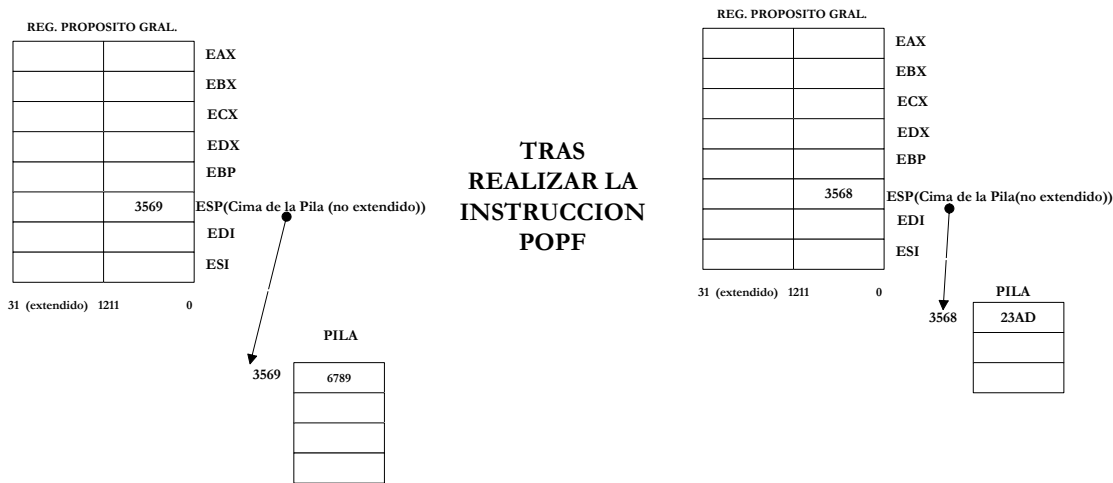 REG. PROPOSITO GRAL.
EAX
EBX
ECX
EDX
EBP
3569 ESP(Cima de la Pila (no extendido))
EDI
ESI
31 (extendido) 1211 0
PILA
3569 6789
TRAS
REALIZAR LA
INSTRUCCION
POPF
REG. PROPOSITO GRAL.
EAX
EBX
ECX
EDX
EBP
3568 ESP(Cima de la Pila(no extendido))
EDI
ESI
31 (extendido) 1211 0
PILA
3568 23AD